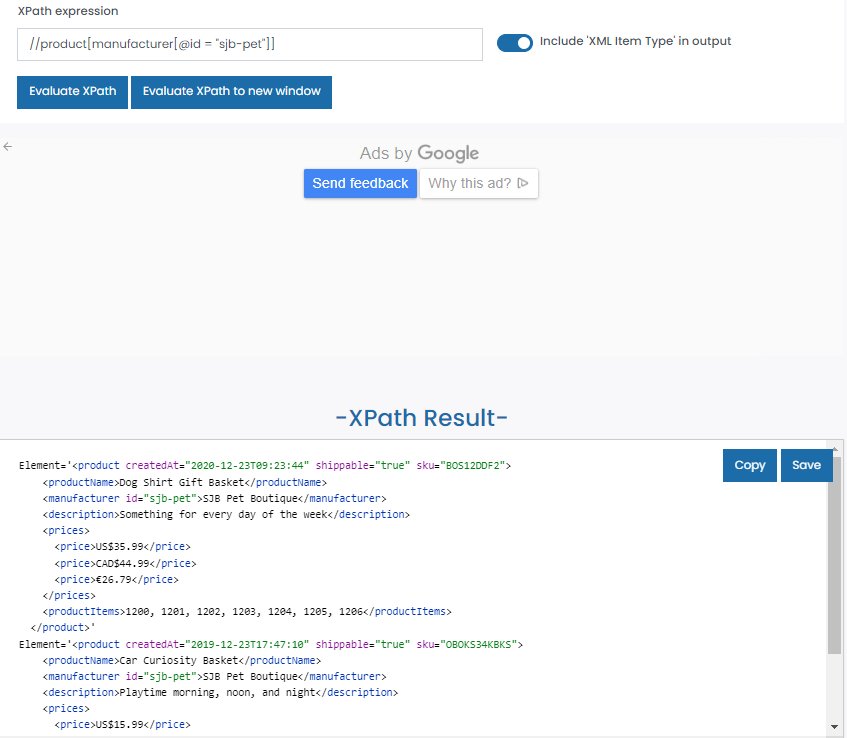 XPath expression
//product[manufacturer[@id = "sjb-pet"]]
Include 'XML Item Type' in output
Evaluate XPath
Evaluate XPath to new window
Ads by Google
Send feedback
Why this ad?
-XPath Result-
Copy
Save
Element='<product createdAt="2020-12-23T09:23:44" shippable="true" sku="BOS12DDF2">
<productName>Dog Shirt Gift Basket</productName>
<manufacturer id="sjb-pet">SJB Pet Boutique</manufacturer>
<description>Something for every day of the week</description>
<prices>
<price>US$35.99</price>
<price>CAD$44.99</price>
<price>€26.79</price>
</prices>
<productItems>1200, 1201, 1202, 1203, 1204, 1205, 1206</productItems>
</product>'
Element='<product createdAt="2019-12-23T17:47:10" shippable="true" sku="OBOKS34KBKS">
<productName>Car Curiosity Basket</productName>
<manufacturer id="sjb-pet">SJB Pet Boutique</manufacturer>
<description>Playtime morning, noon, and night</description>
<prices>
<price>US$15.99</price>